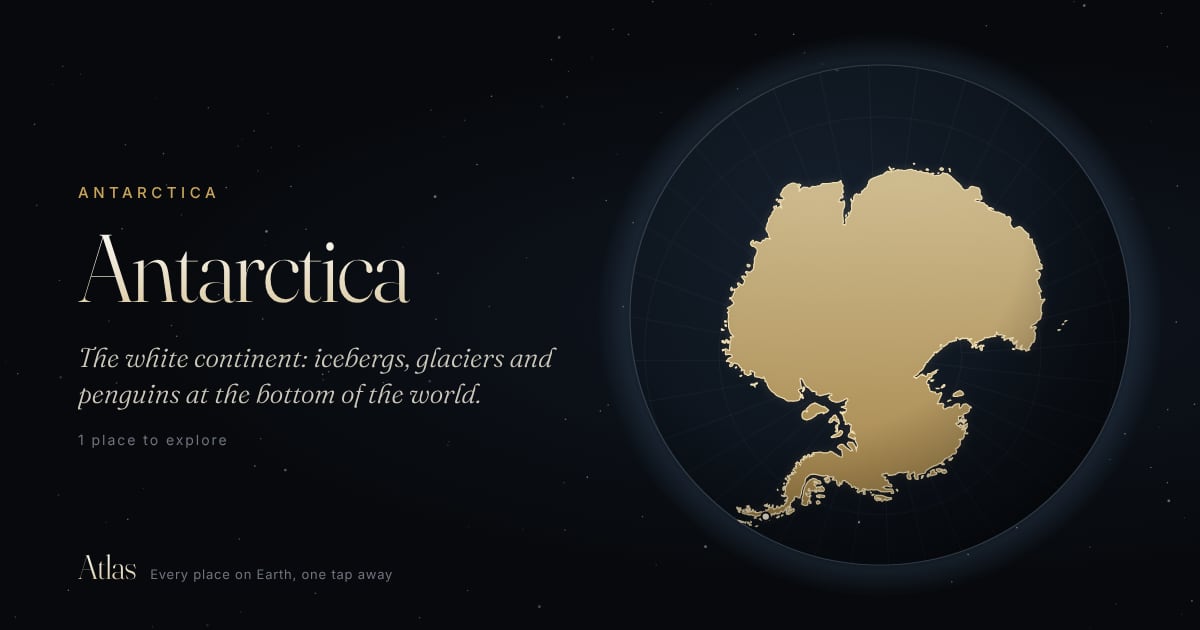 ANTARCTICA
Antarctica
The white continent: icebergs, glaciers and
penguins at the bottom of the world.
1 place to explore
Atlas Every place on Earth, one tap away